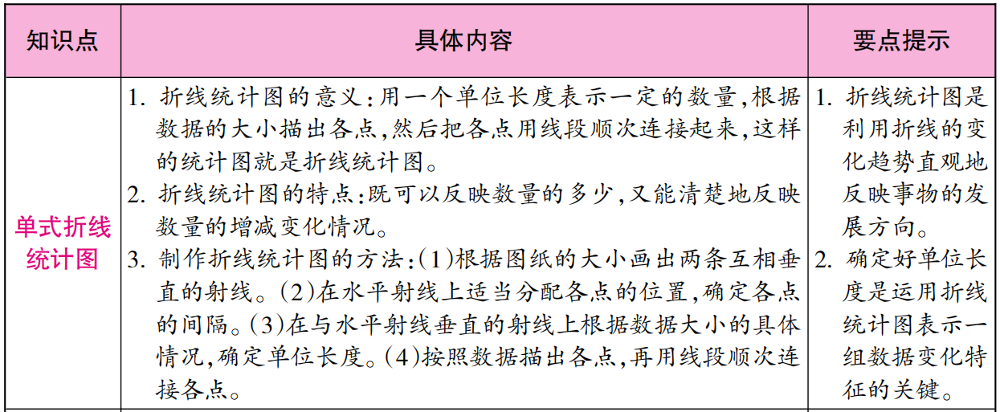 知识点
具体内容
要点提示
单式折线
统计图
1. 折线统计图的意义:用一个单位长度表示一定的数量,根据
数据的大小描出各点,然后把各点用线段顺次连接起来,这样
的统计图就是折线统计图。
2. 折线统计图的特点:既可以反映数量的多少,又能清楚地反映
数量的增减变化情况。
3. 制作折线统计图的方法:(1)根据图纸的大小画出两条互相垂
直的射线。(2)在水平射线上适当分配各点的位置,确定各点
的间隔。(3)在与水平射线垂直的射线上根据数据大小的具体
情况,确定单位长度。(4)按照数据描出各点,再用线段顺次连
接各点。
1. 折线统计图是
利用折线的变
化趋势直观地
反映事物的发
展方向。
2. 确定好单位长
度是运用折线
统计图表示一
组数据变化特
征的关键。